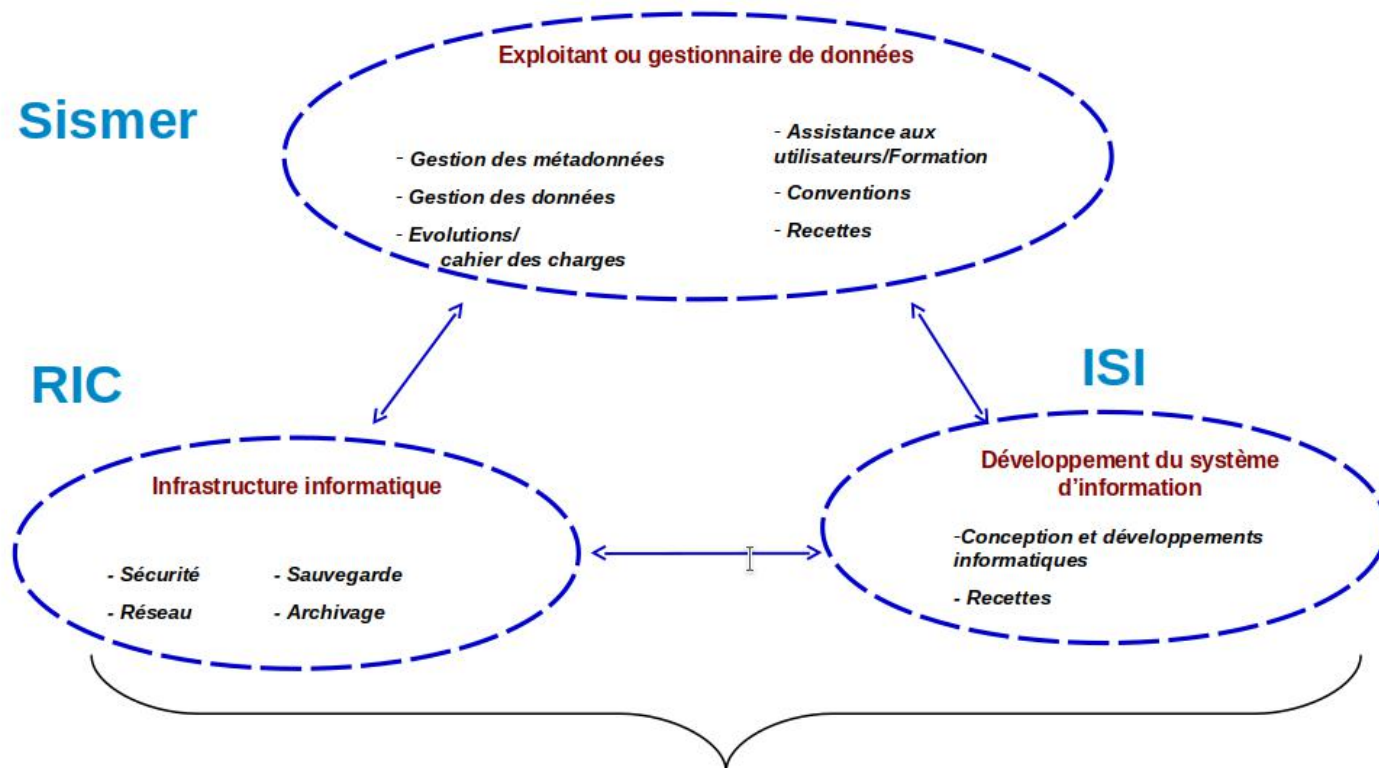 Exploitant ou gestionnaire de données
Sismer
- Gestion des métadonnées
- Gestion des données
- Evolutions/
cahier des charges
- Assistance aux
utilisateurs/Formation
- Conventions
- Recettes
RIC
ISI
Infrastructure informatique
- Sécurité
- Réseau
- Sauvegarde
- Archivage
Développement du système
d’information
-Conception et développements
informatiques
- Recettes